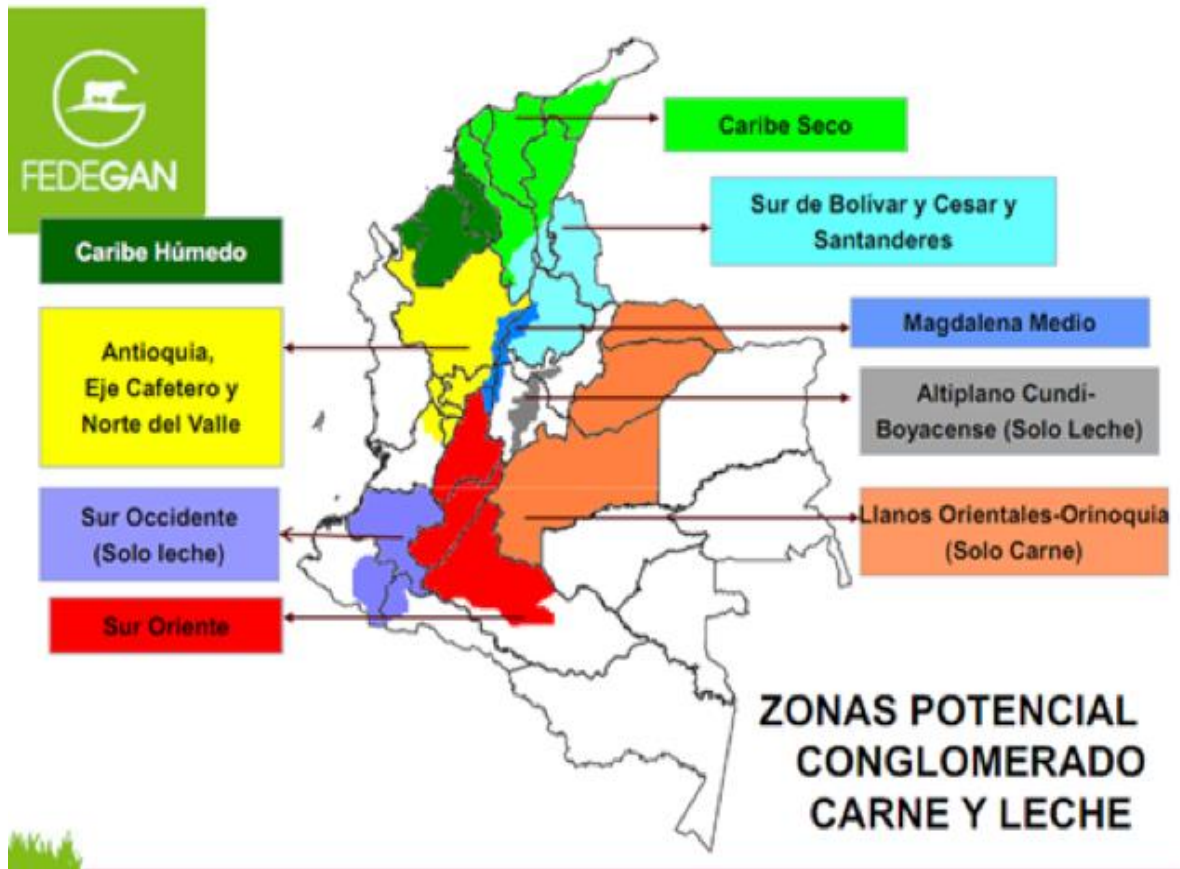 FEDEGAN
Caribe Seco
Sur de Bolívar y Cesar y
Santanderes
Caribe Húmedo
Magdalena Medio
Antioquia,
Eje Cafetero y
Norte del Valle
Altiplano Cundi-
Boyacense (Solo Leche)
Sur Occidente
(Solo leche)
Llanos Orientales-Orinoquia
(Solo Carne)
Sur Oriente
ZONAS POTENCIAL
CONGLOMERADO
CARNE Y LECHE